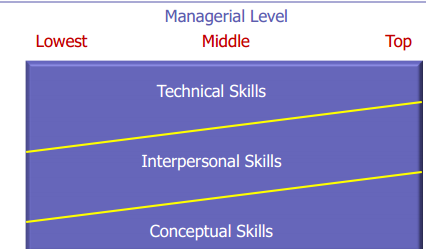 Managerial Level
Lowest Middle Top
Technical Skills
Interpersonal Skills
Conceptual Skills